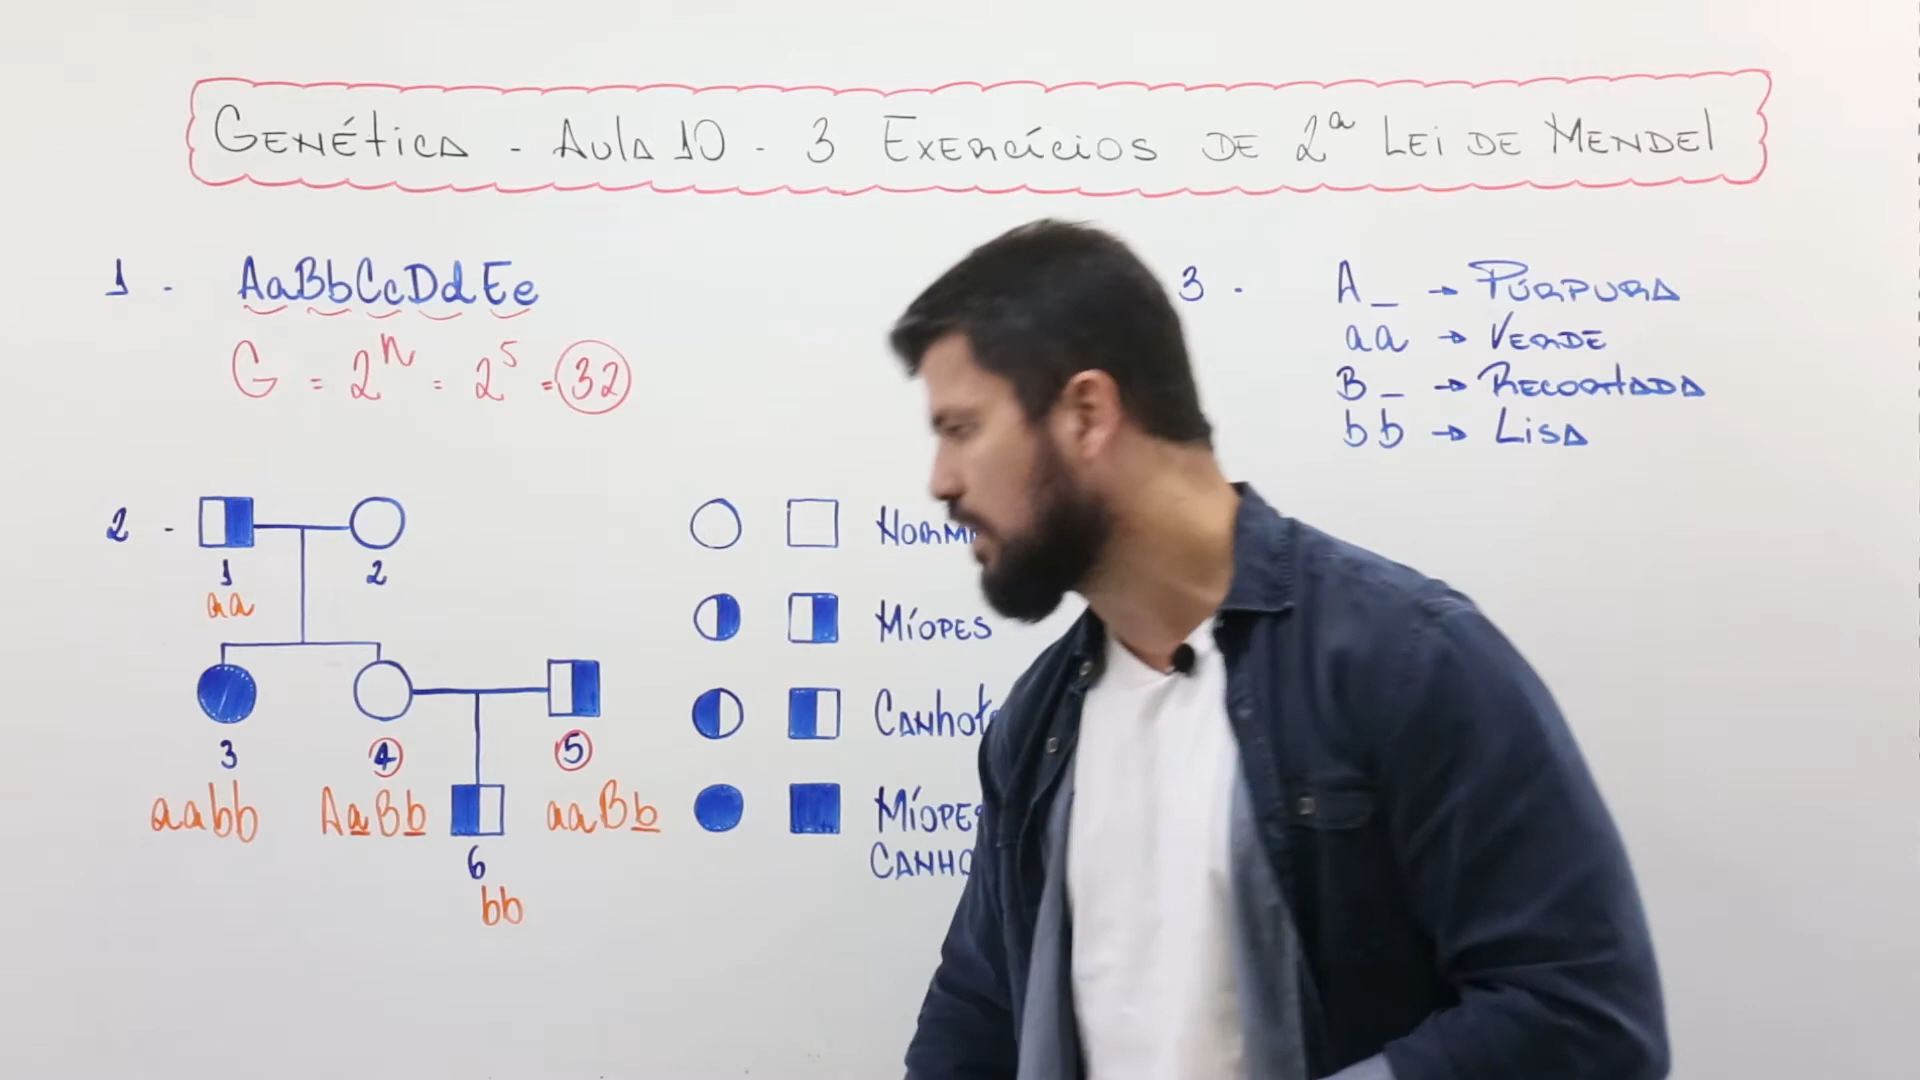 Genética - Aula 10 - 3 Exercícios de 2ª Lei de Mendel
1 - AaBbCcDdEe
G = 2ⁿ = 2⁵ = 32
2 -
1
2
aa
3
4
5
aabb
AaBb
aaBb
6
bb
Míopes
3 - A_ → Púrpura
aa → Verde
B_ → Recortada
bb → Lisa